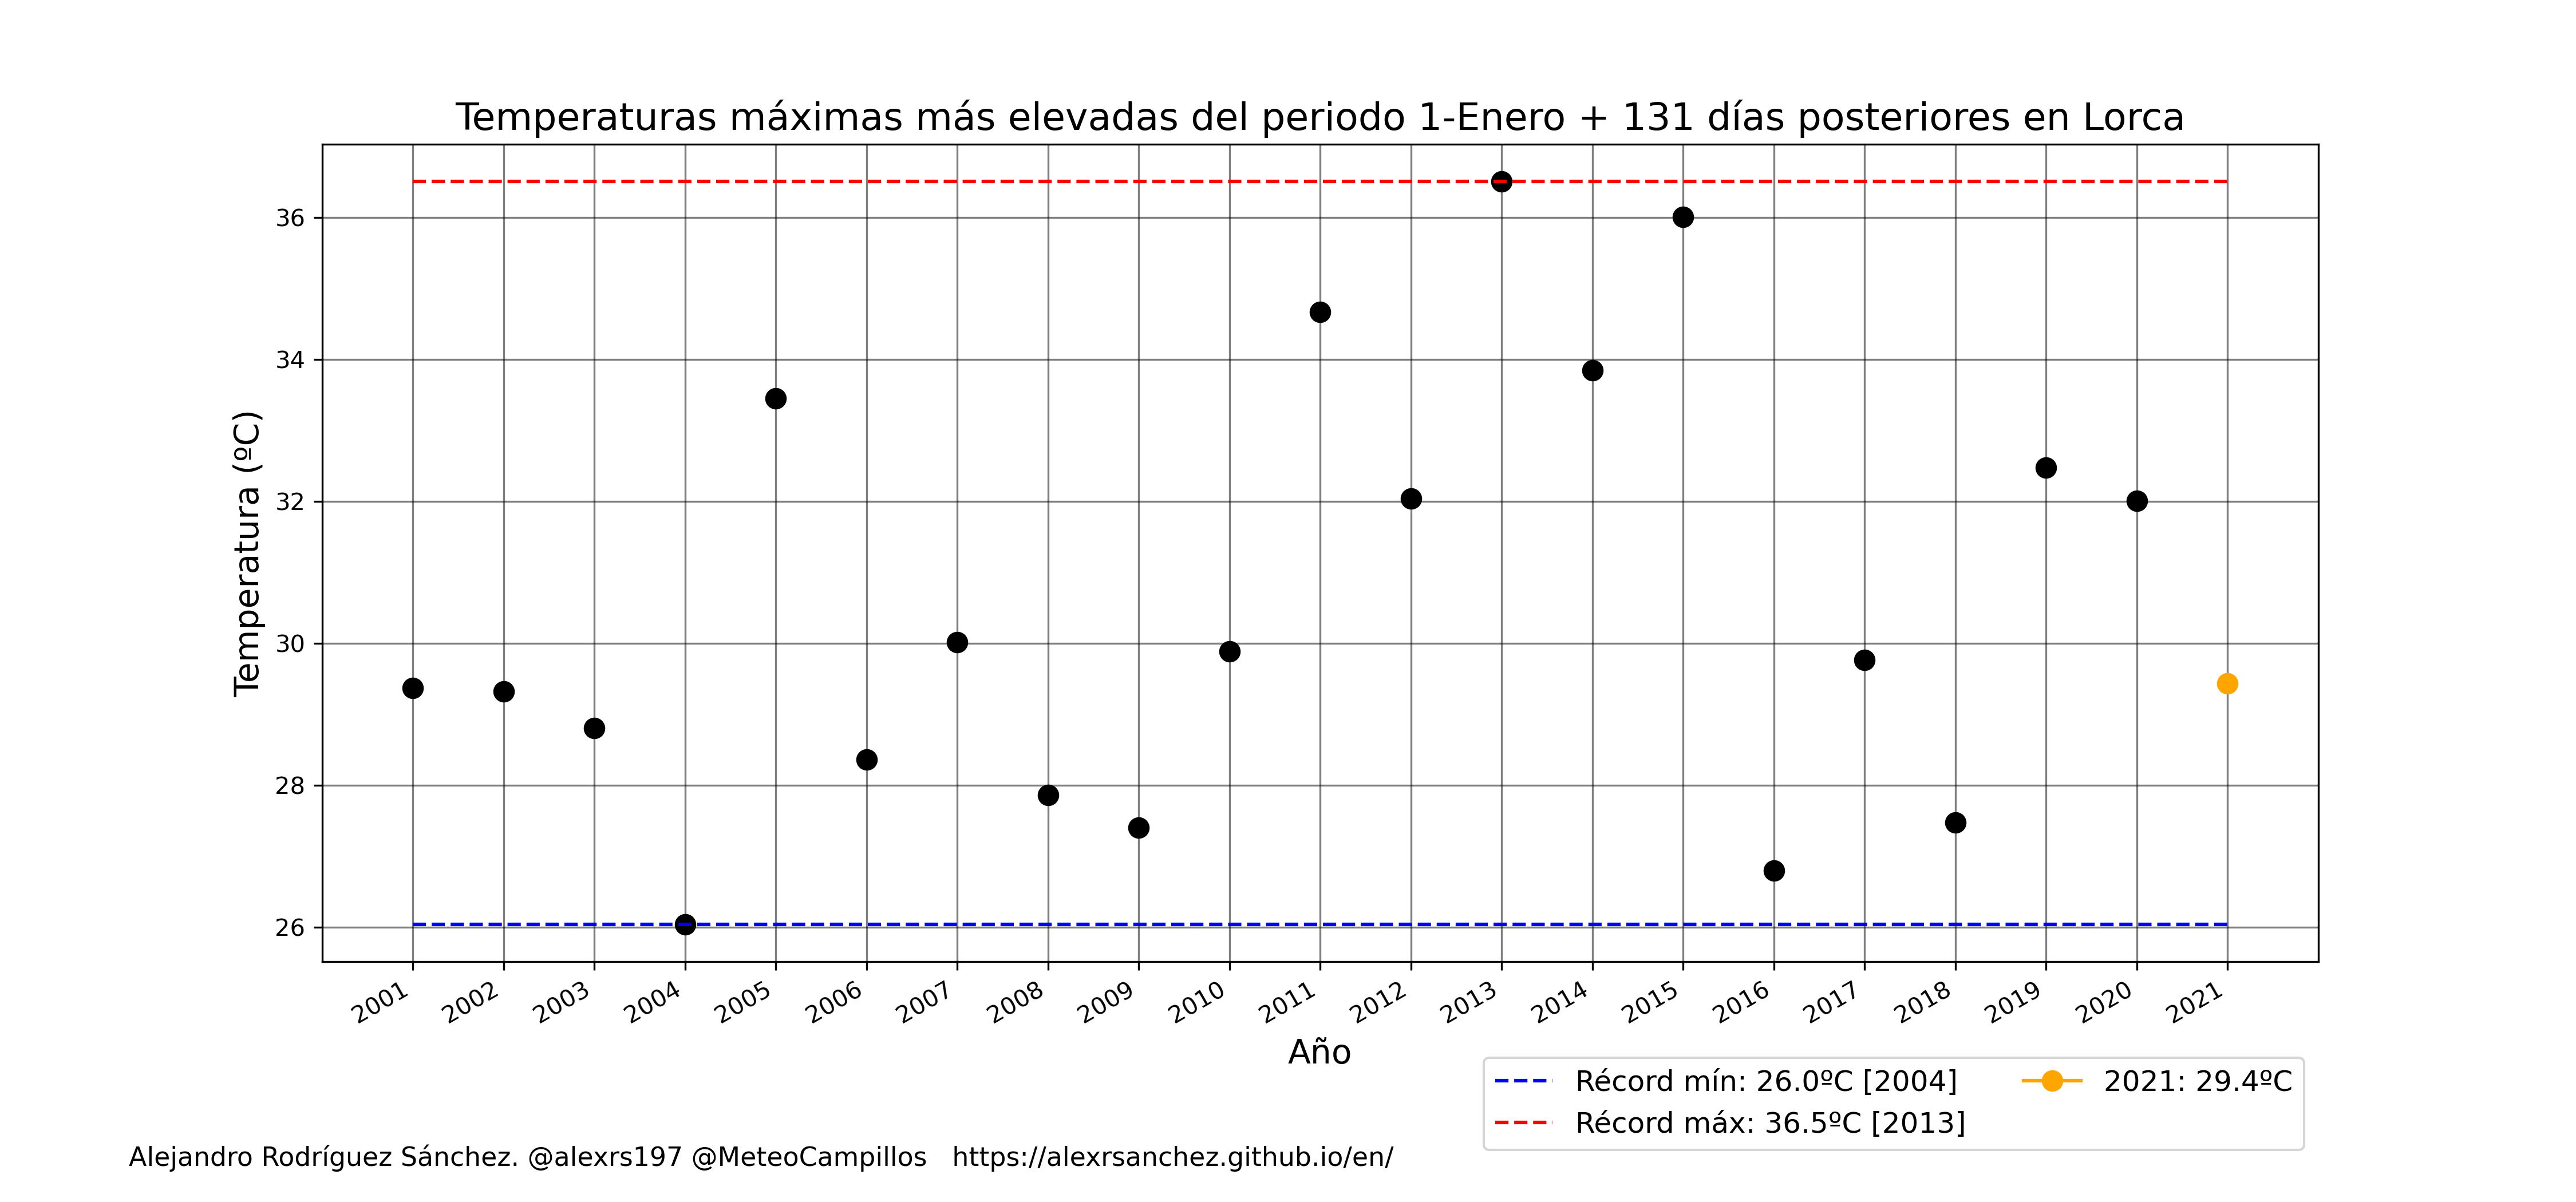 Temperaturas máximas más elevadas del periodo 1-Enero + 131 días posteriores en Lorca
Temperatura (ºC)
36
34
32
30
28
26
2001 2002 2003 2004 2005 2006 2007 2008 2009 2010 2011 2012 2013 2014 2015 2016 2017 2018 2019 2020 2021
Año
Récord mín: 26.0ºC [2004]
Récord máx: 36.5ºC [2013]
2021: 29.4ºC
Alejandro Rodríguez Sánchez. @alexrs197 @MeteoCampillos https://alexrsanchez.github.io/en/